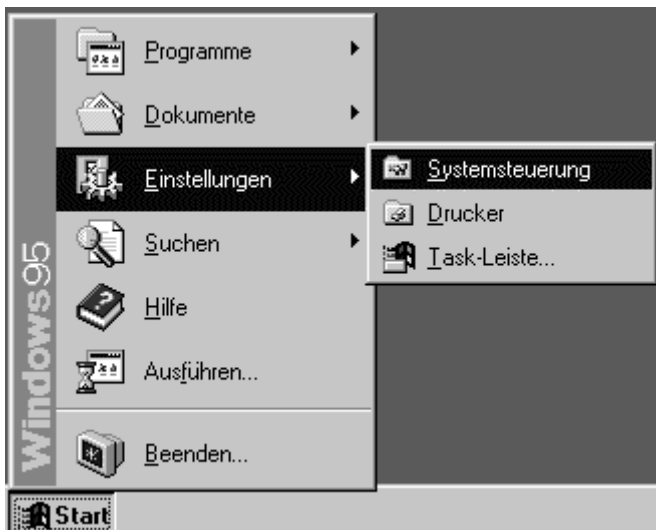 Programme
Dokumente
Einstellungen
Suchen
Hilfe
Ausführen...
Beenden...
Systemsteuerung
Drucker
Task-Leiste...
Windows95
Start